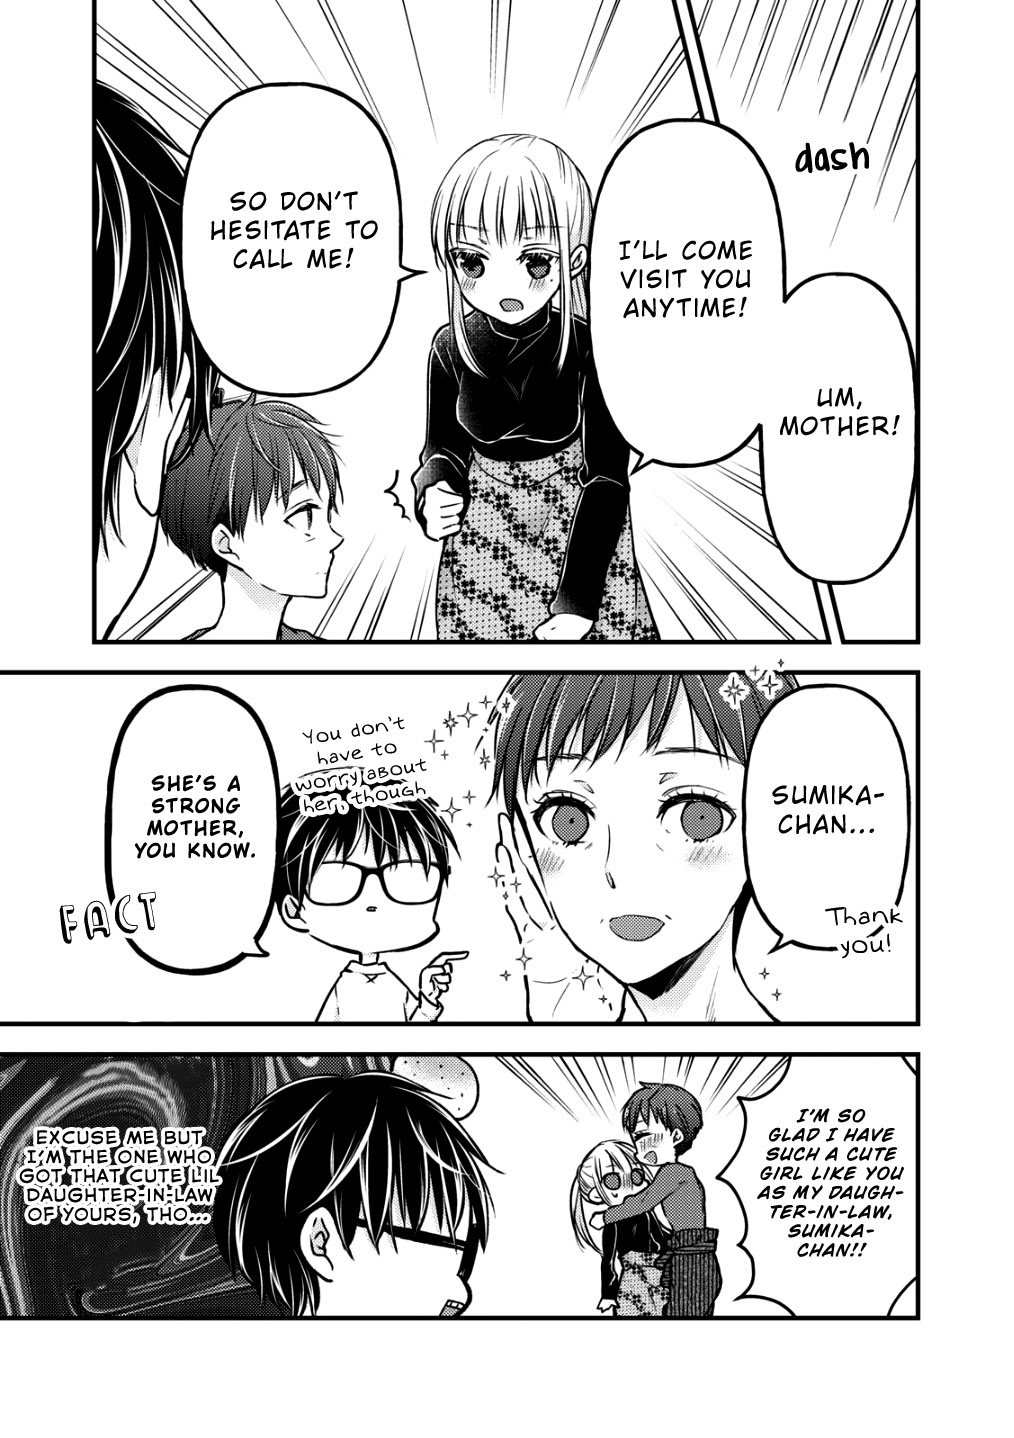 dash
UM,
MOTHER!
I'LL COME
VISIT YOU
ANYTIME!
SO DON'T
HESITATE TO
CALL ME!
SUMIKA-
CHAN...
Thank
you!
You don't
have to
worry about
her, though
SHE'S A
STRONG
MOTHER,
YOU KNOW.
FACT
I'M SO
GLAD I HAVE
SUCH A CUTE
GIRL LIKE YOU
AS MY DAUGH-
TER-IN-LAW,
SUMIKA-
CHAN!!
EXCUSE ME BUT
I'M THE ONE WHO
GOT THAT CUTE LIL
DAUGHTER-IN-LAW
OF YOURS, THO...